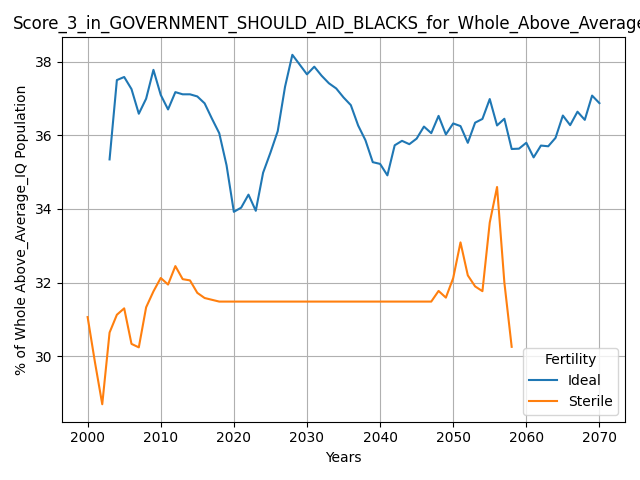 Score_3_in_GOVERNMENT_SHOULD_AID_BLACKS_for_Whole_Above_Average
% of Whole Above_Average_IQ Population
38
36
34
32
30
2000 2010 2020 2030 2040 2050 2060 2070
Years
Fertility
Ideal
Sterile